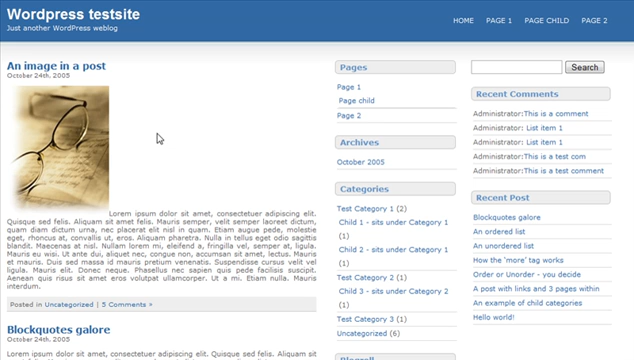 Wordpress testsite
Just another WordPress weblog
HOME PAGE 1 PAGE CHILD PAGE 2
An image in a post
October 24th. 2005
Lorem ipsum dolor sit amet, consectetuer adipiscing elit.
Quisque sed felis. Aliquam sit amet felis. Mauris semper, velit semper laoreet dictum,
quam diam dictum urna, nec placerat elit nisl in quam. Etiam augue pede, molestie
eget, rhoncus at, convallis ut, eros. Aliquam pharetra. Nulla in tellus eget odio sagittis
blandit. Maecenas at nisl. Nullam lorem mi, eleifend a, fringilla vel, semper at, ligula.
Mauris eu wisi. Ut ante dui, aliquet nec, congue non, accumsan sit amet, lectus. Mauris
et mauris. Duis sed massa id mauris pretium venenatis. Suspendisse cursus velit vel
ligula. Mauris elit. Donec neque. Phasellus nec sapien quis pede facilisis suscipit.
Aenean quis risus sit amet eros volutpat ullamcorper. Ut a mi. Etiam nulla. Mauris
interdum.
Posted in Uncategorized | 5 Comments »
Blockquotes galore
October 24th. 2005
Lorem ipsum dolor sit amet, consectetuer adipiscing elit.
Pages
Page 1
Page child
Page 2
Archives
October 2005
Categories
Test Category 1 (2)
Child 1 - sits under Category 1
(1)
Child 2 - sits under Category 1
(1)
Test Category 2 (1)
Child 3 - sits under Category 2
(1)
Test Category 3 (1)
Uncategorized (6)
Blogroll
Search
Recent Comments
Administrator:This is a comment
Administrator: List item 1
Administrator: List item 1
Administrator:This is a test com
Administrator:This is a test comment
Recent Post
Blockquotes galore
An ordered list
An unordered list
How the 'more' tag works
Order or Unorder - you decide
A post with links and 3 pages within
An example of child categories
Hello world!